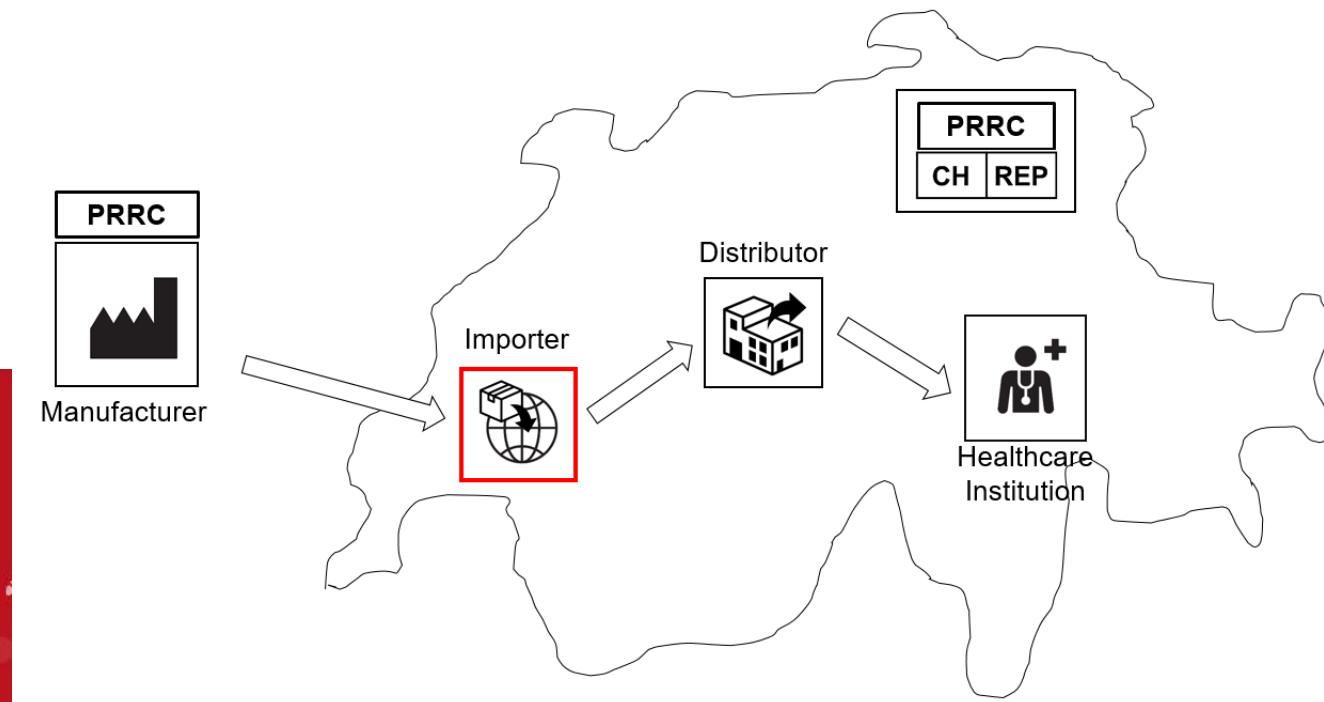 PRRC
CH REP
PRRC
Distributor
Importer
Manufacturer
Healthcare
Institution